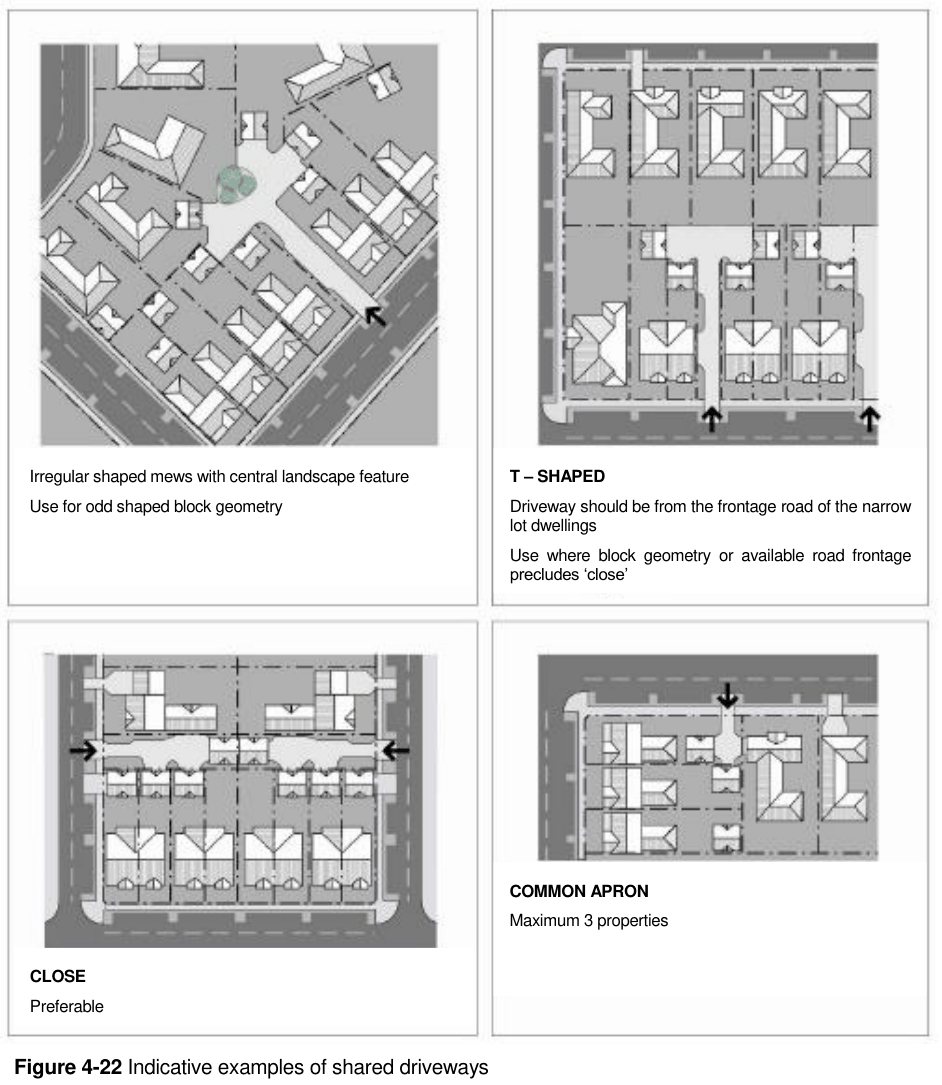 Irregular shaped mews with central landscape feature
Use for odd shaped block geometry
T – SHAPED
Driveway should be from the frontage road of the narrow
lot dwellings
Use where block geometry or available road frontage
precludes ‘close’
CLOSE
Preferable
COMMON APRON
Maximum 3 properties
Figure 4-22 Indicative examples of shared driveways